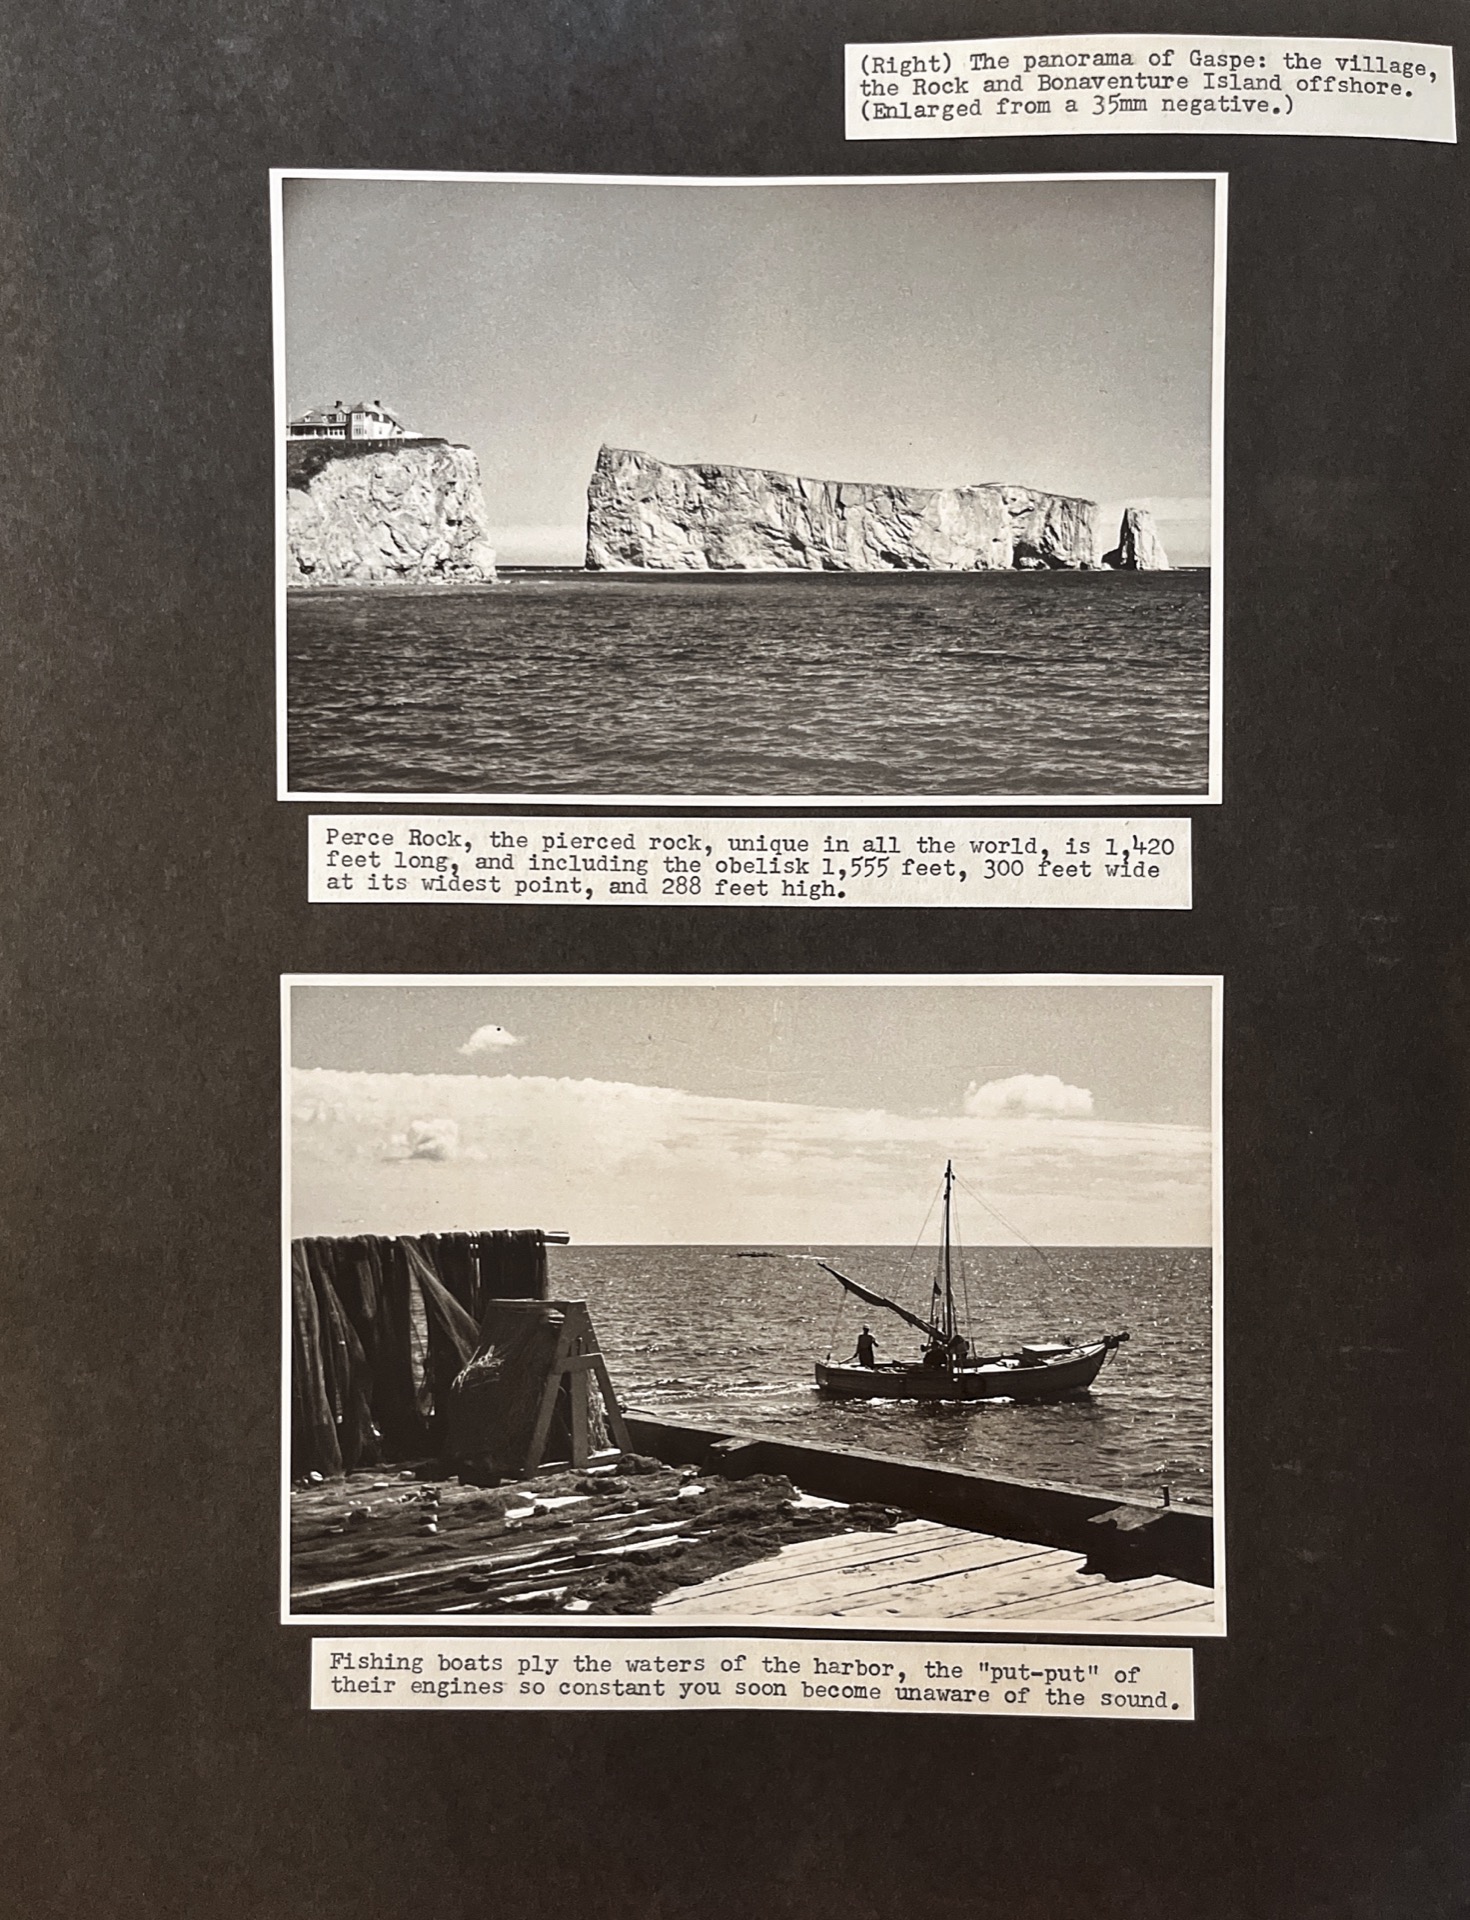 (Right) The panorama of Gaspe: the village,
the Rock and Bonaventure Island offshore.
(Enlarged from a 35mm negative.)
Perce Rock, the pierced rock, unique in all the world, is 1,420
feet long, and including the obelisk 1,555 feet, 300 feet wide
at its widest point, and 288 feet high.
Fishing boats ply the waters of the harbor, the "put-put" of
their engines so constant you soon become unaware of the sound.